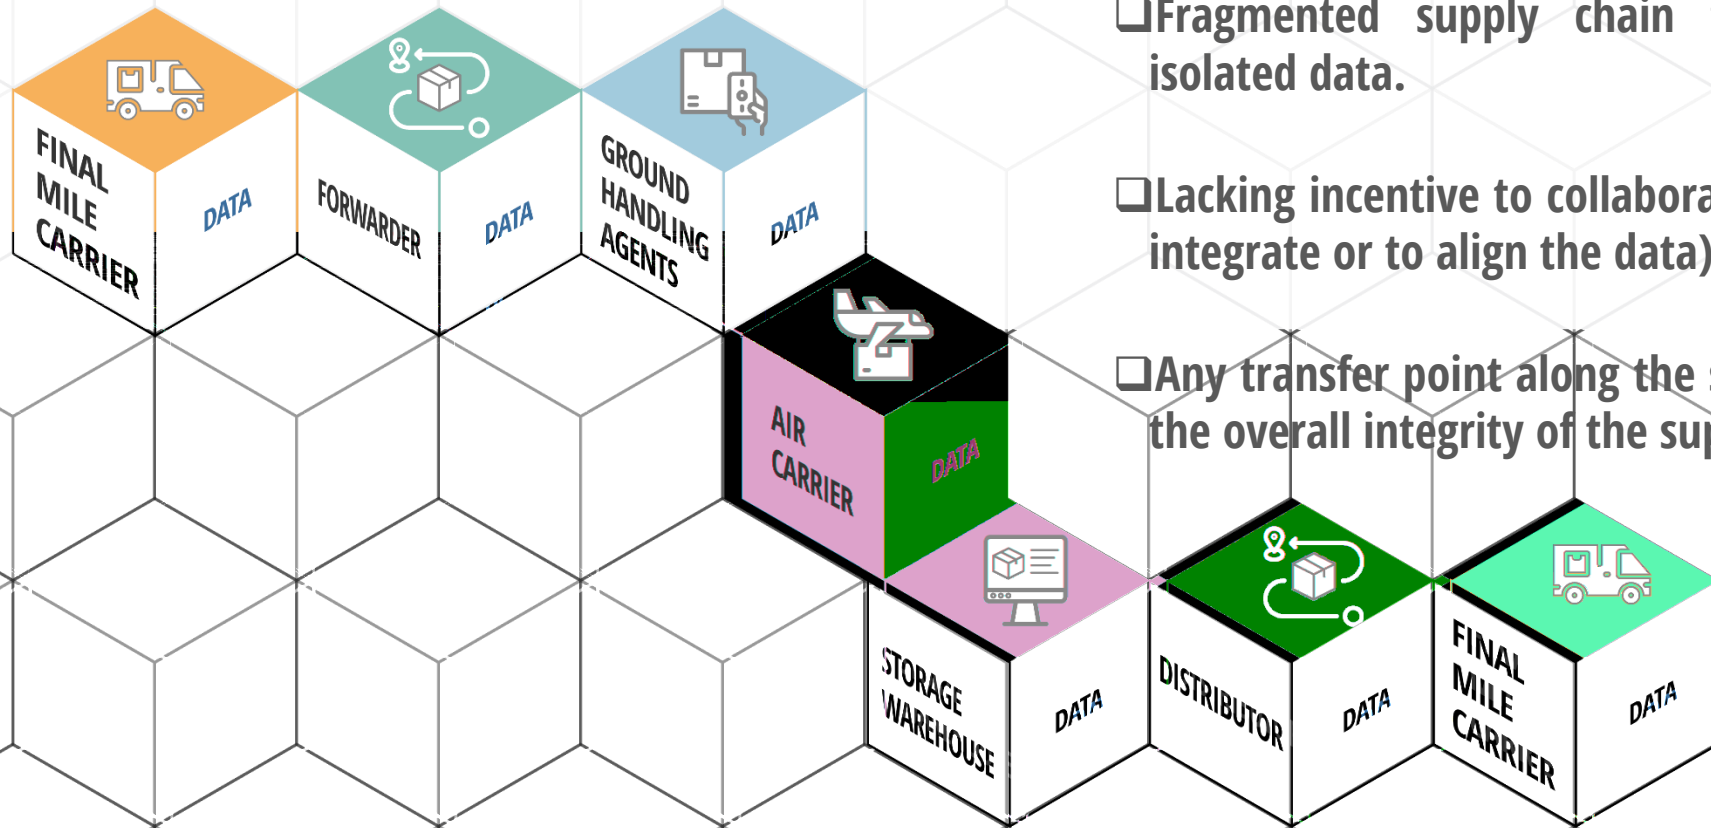 FINAL
MILE
CARRIER
DATA
FORWARDER
DATA
GROUND
HANDLING
AGENTS
DATA
AIR
CARRIER
DATA
STORAGE
WAREHOUSE
DATA
DISTRIBUTOR
DATA
FINAL
MILE
CARRIER
DATA
❑Fragmented supply chain
isolated data.
❑Lacking incentive to collabora
integrate or to align the data)
❑Any transfer point along the s
the overall integrity of the sup